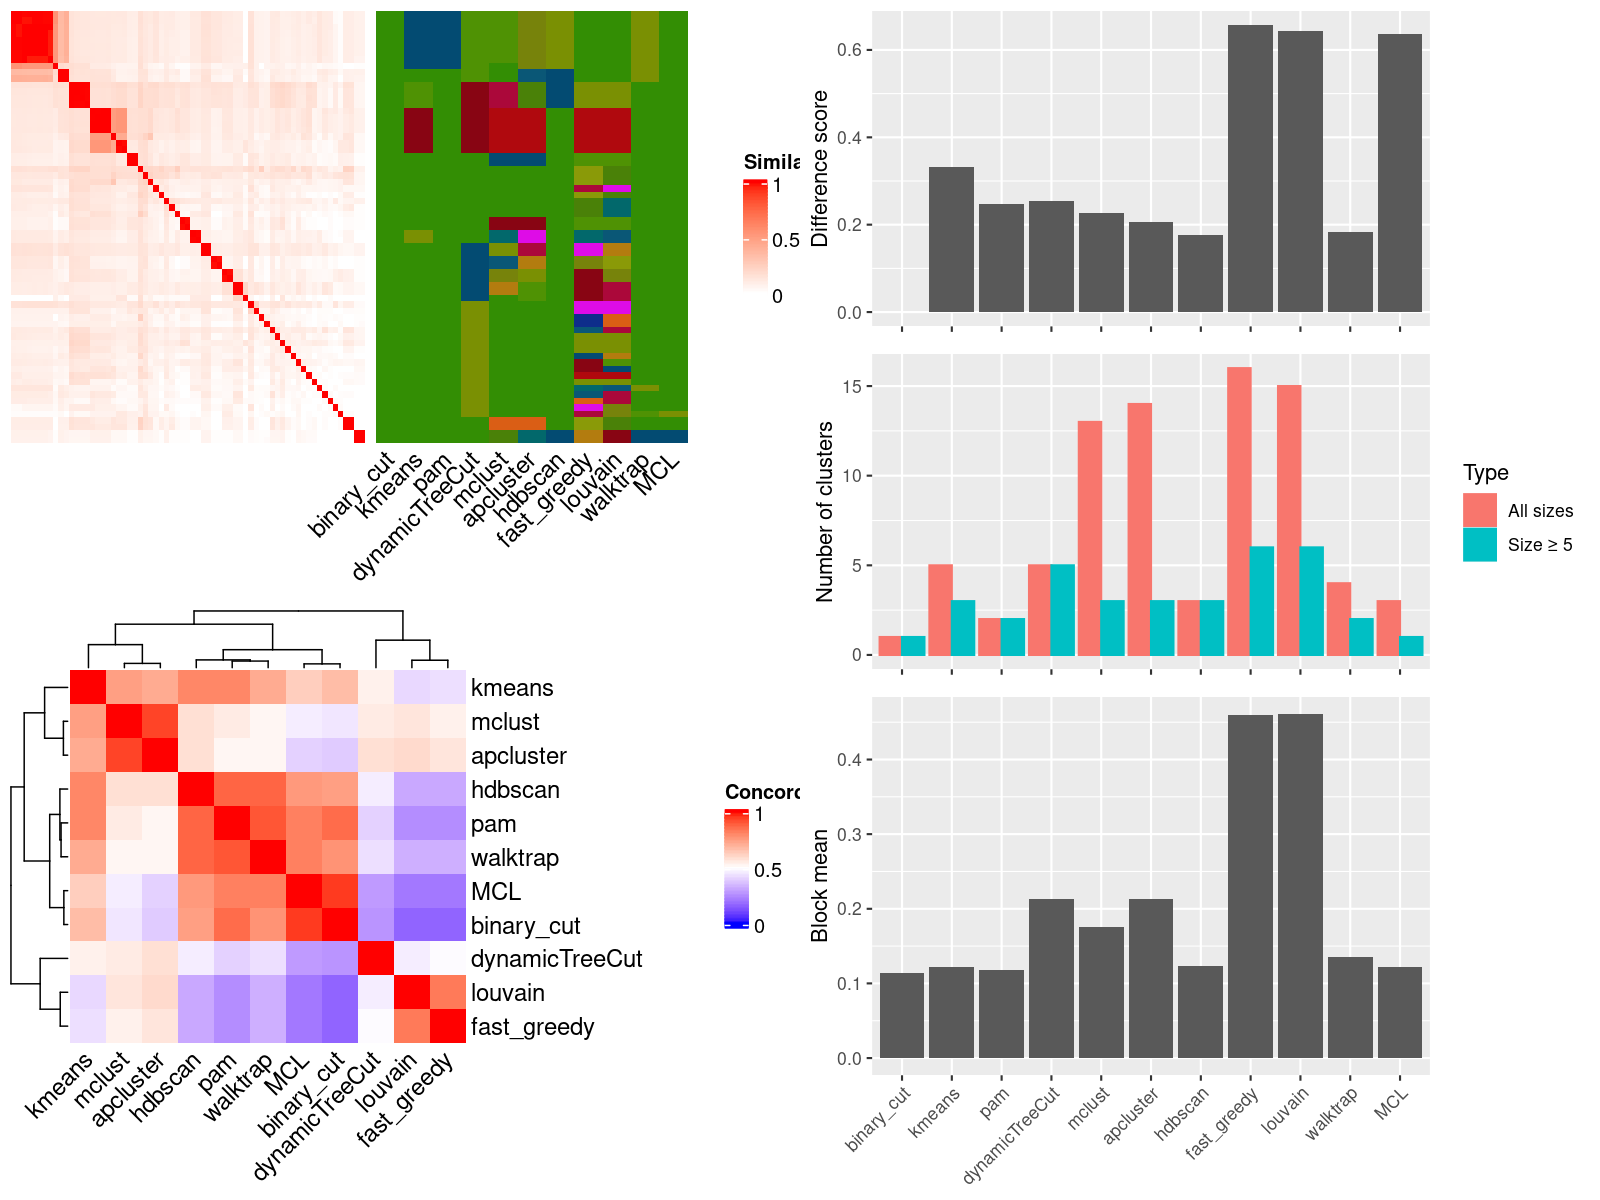 Simila
1
0.5
0
binary_cut
kmeans
pam
dynamicTreeCut
mclust
apcluster
hdbscan
fast_greedy
louvain
walktrap
MCL
kmeans
mclust
apcluster
hdbscan
pam
walktrap
MCL
binary_cut
dynamicTreeCut
louvain
fast_greedy
kmeans
mclust
apcluster
hdbscan
pam
walktrap
MCL
binary_cut
dynamicTreeCut
louvain
fast_greedy
Concord
1
0.5
0
Difference score
0.6
0.4
0.2
0.0
Number of clusters
15
10
5
0
Type
All sizes
Size ≥ 5
Block mean
0.4
0.3
0.2
0.1
0.0
binary_cut
kmeans
pam
dynamicTreeCut
mclust
apcluster
hdbscan
fast_greedy
louvain
walktrap
MCL